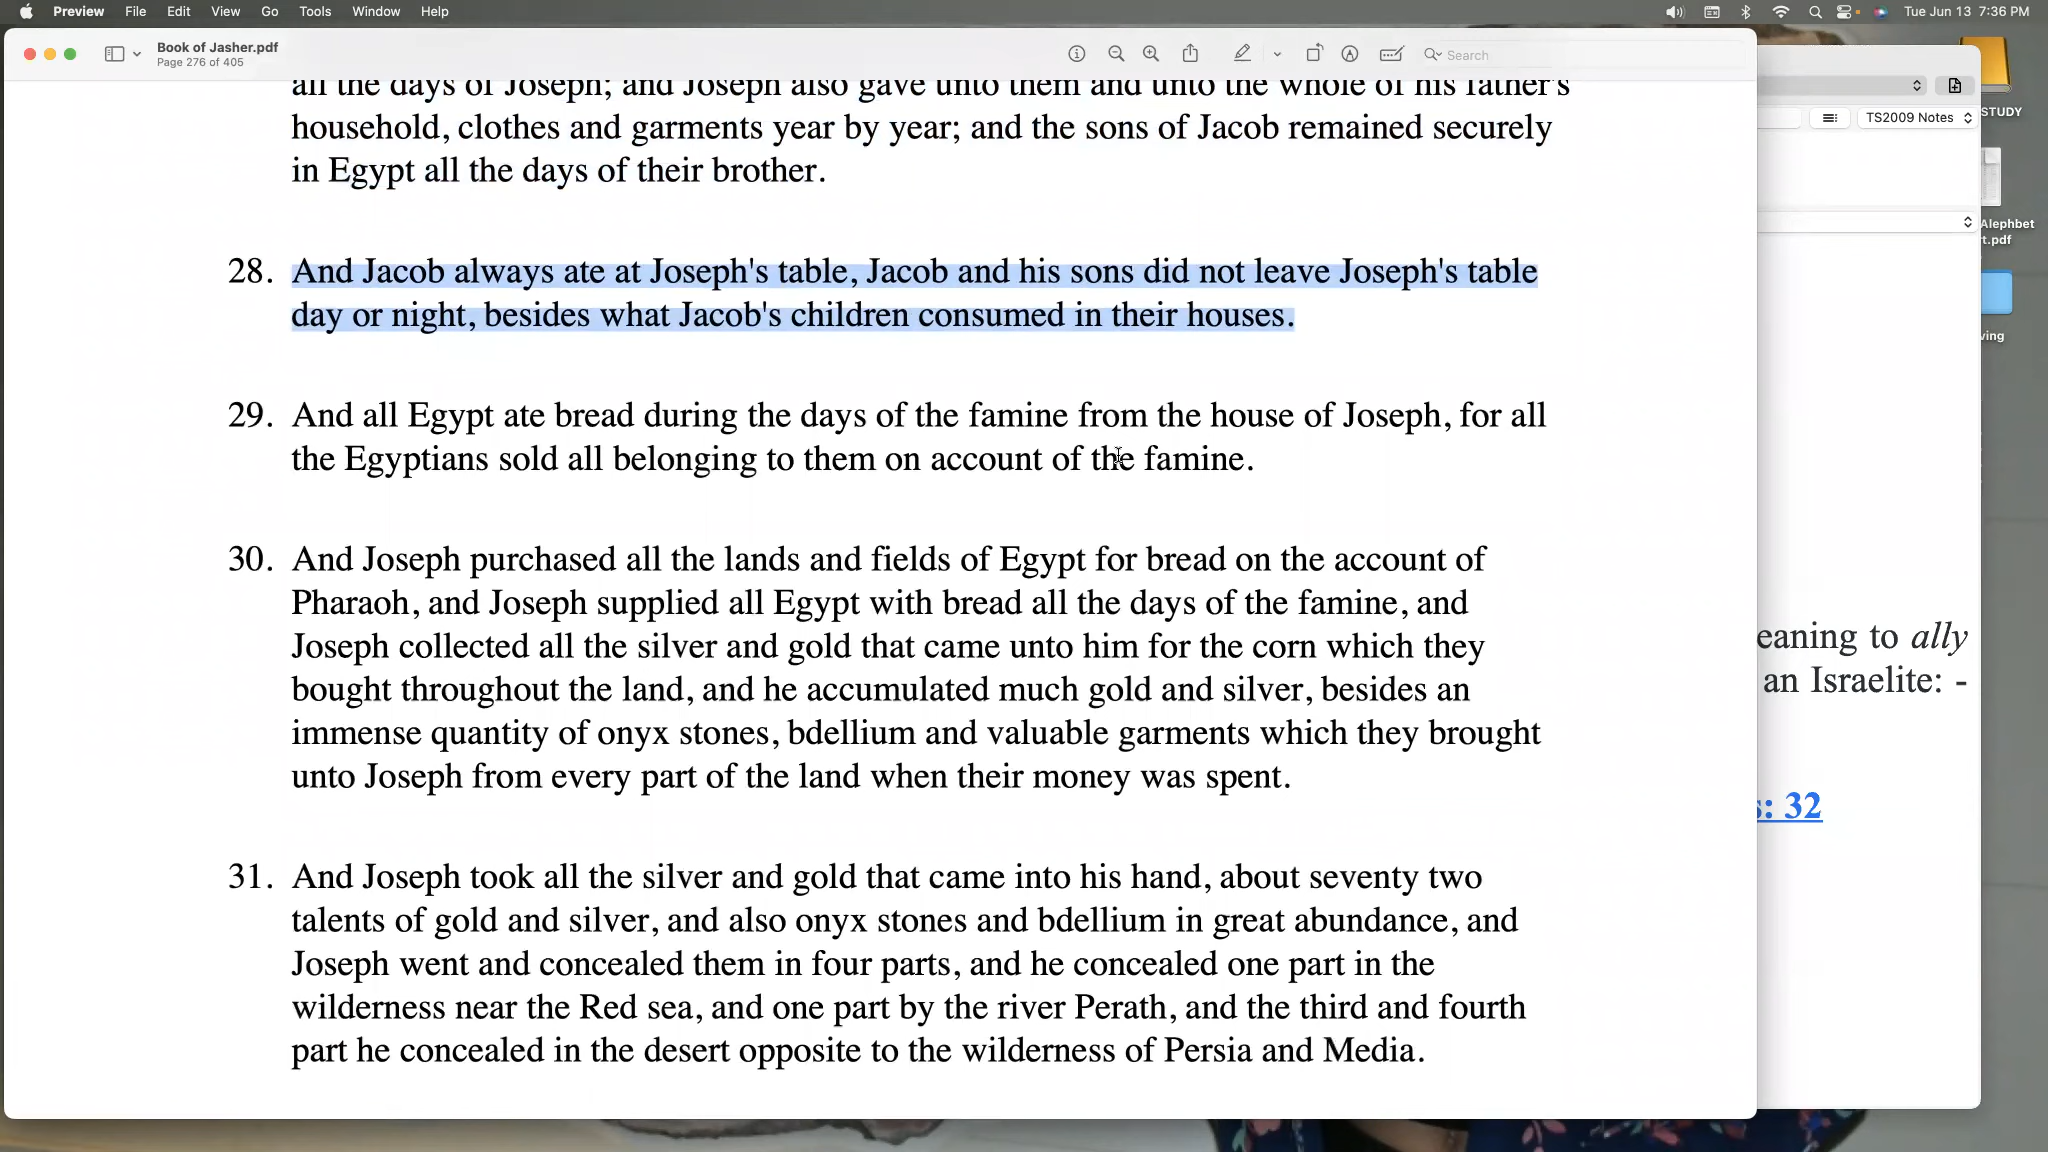 Preview File Edit View Go Tools Window Help
Tue Jun 13 7:36 PM
Book of Jasher.pdf
Page 276 of 405
Search
all the days of Joseph; and Joseph also gave unto them and unto the whole of his father's
household, clothes and garments year by year; and the sons of Jacob remained securely
in Egypt all the days of their brother.
28. And Jacob always ate at Joseph's table, Jacob and his sons did not leave Joseph's table
day or night, besides what Jacob's children consumed in their houses.
29. And all Egypt ate bread during the days of the famine from the house of Joseph, for all
the Egyptians sold all belonging to them on account of the famine.
30. And Joseph purchased all the lands and fields of Egypt for bread on the account of
Pharaoh, and Joseph supplied all Egypt with bread all the days of the famine, and
Joseph collected all the silver and gold that came unto him for the corn which they
bought throughout the land, and he accumulated much gold and silver, besides an
immense quantity of onyx stones, bdellium and valuable garments which they brought
unto Joseph from every part of the land when their money was spent.
31. And Joseph took all the silver and gold that came into his hand, about seventy two
talents of gold and silver, and also onyx stones and bdellium in great abundance, and
Joseph went and concealed them in four parts, and he concealed one part in the
wilderness near the Red sea, and one part by the river Perath, and the third and fourth
part he concealed in the desert opposite to the wilderness of Persia and Media.
STUDY
TS2009 Notes
Alephbet
t.pdf
ving
eaning to ally
an Israelite: -
s: 32